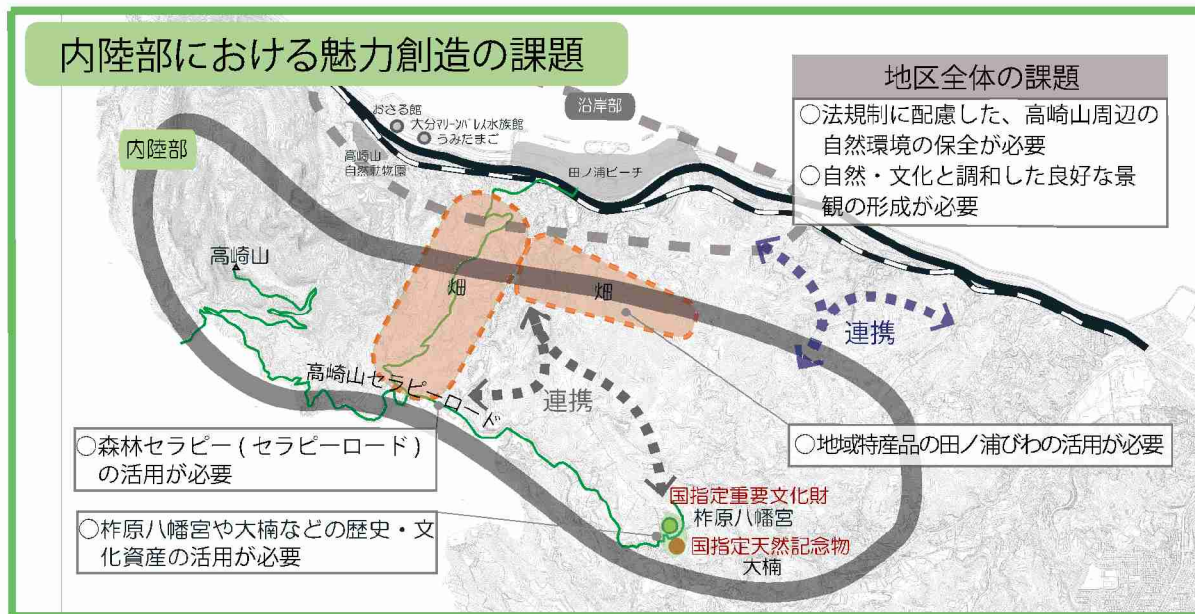 内陸部における魅力創造の課題
地区全体の課題
○法規制に配慮した、高崎山周辺の
自然環境の保全が必要
○自然・文化と調和した良好な景
観の形成が必要
沿岸部
おさる館
大分マリーンパレス水族館
うみたまご
内陸部
高崎山
自然動物園
田ノ浦ビーチ
高崎山
畑
畑
連携
高崎山セラピーロード
連携
○森林セラピー(セラピーロード)
の活用が必要
○地域特産品の田ノ浦びわの活用が必要
国指定重要文化財
柞原八幡宮
○柞原八幡宮や大楠などの歴史・文
化資産の活用が必要
国指定天然記念物
大楠